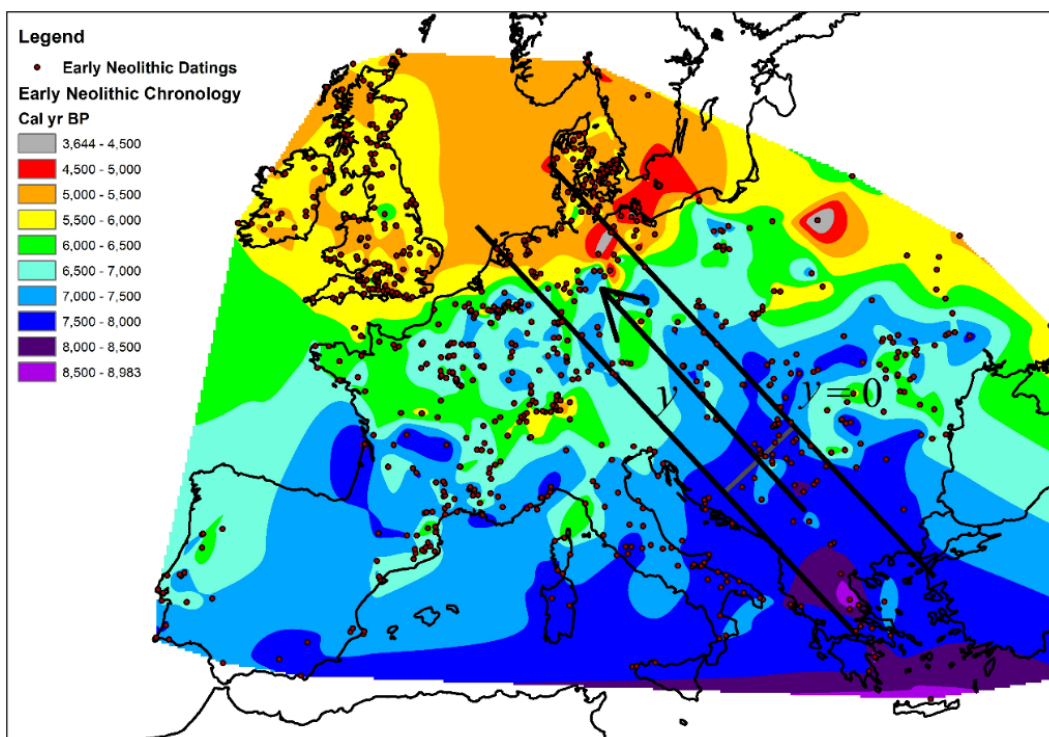 Legend
Early Neolithic Datings
Early Neolithic Chronology
Cal yr BP
3,644 - 4,500
4,500 - 5,000
5,000 - 5,500
5,500 - 6,000
6,000 - 6,500
6,500 - 7,000
7,000 - 7,500
7,500 - 8,000
8,000 - 8,500
8,500 - 8,983
y
y = 0